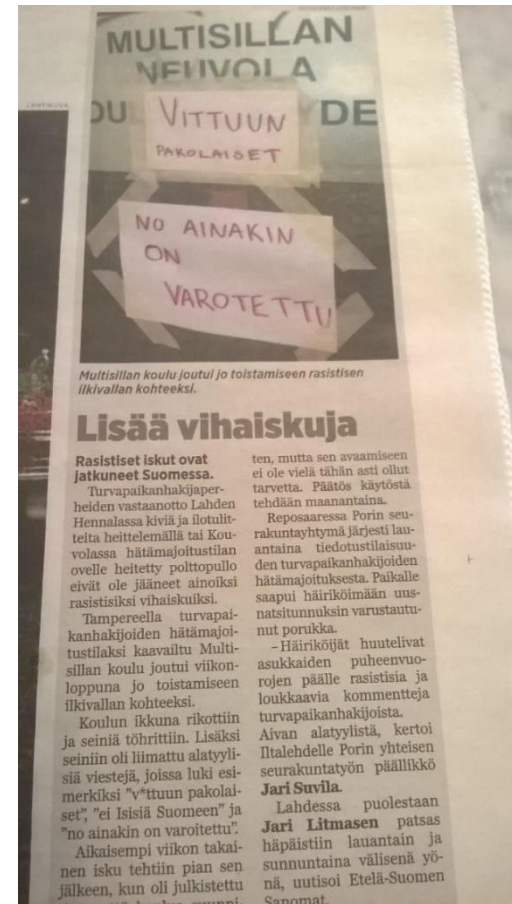 MULTISILLAN
NEUVOLA
DU
DE
VITTUUN
PAKOLAISET
NO AINAKIN
ON
VAROTETTU
Multisillan koulu joutui jo toistamiseen rasistisen
ilkivallan kohteeksi.
Lisää vihaiskuja
Rasistiset iskut ovat
jatkuneet Suomessa.
Turvapaikanhakijaper-
heiden vastaanotto Lahden
Hennalassa kiviä ja ilotulit-
teita heittelemällä tai Kou-
volassa hätämajoitustilan
ovelle heitetty polttopullo
eivät ole jääneet ainoiksi
rasistisiksi vihaiskuiksi.
Tampereella turvapai-
kanhakijoiden hätämajoi-
tustilaksi kaavailtu Multi-
sillan koulu joutui viikon-
loppuna jo toistamiseen
ilkivallan kohteeksi.
Koulun ikkuna rikottiin
ja seiniä töhrittiin. Lisäksi
seiniin oli liimattu alatyyli-
siä viestejä, joissa luki esi-
merkiksi "v*ttuun pakolai-
set", "ei Isisiä Suomeen" ja
"no ainakin on varoitettu".
Aikaisempi viikon takai-
nen isku tehtiin pian sen
jälkeen, kun oli julkistettu
ten, mutta sen avaamiseen
ei ole vielä tähän asti ollut
tarvetta. Päätös käytöstä
tehdään maanantaina.
Reposaaressa Porin seu-
rakuntayhtymä järjesti lau-
antaina tiedotustilaisuu-
den turvapaikanhakijoiden
hätämajoituksesta. Paikalle
saapui häiriköimään uus-
natsitunnuksin varustautu-
nut porukka.
–Häiriköijät huutelivat
asukkaiden puheenvuo-
rojen päälle rasistisia ja
loukkaavia kommentteja
turvapaikanhakijoista.
Aivan alatyylistä, kertoi
Iltalehdelle Porin yhteisen
seurakuntatyön päällikkö
Jari Suvila.
Lahdessa puolestaan
Jari Litmasen patsas
häpäistiin lauantain ja
sunnuntaina välisenä yö-
nä, uutisoi Etelä-Suomen
Sanomat.